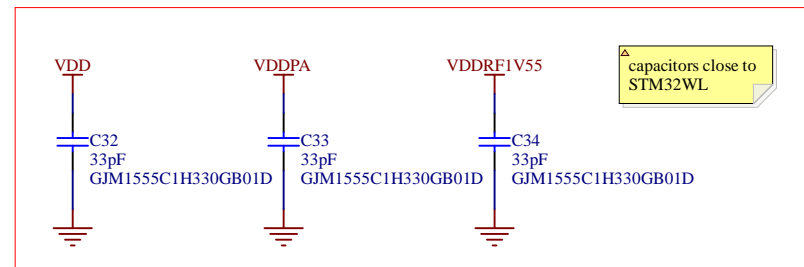 VDD
VDDPA
VDDRF1V55
capacitors close to
STM32WL
C32
33pF
GJM1555C1H330GB01D
C33
33pF
GJM1555C1H330GB01D
C34
33pF
GJM1555C1H330GB01D